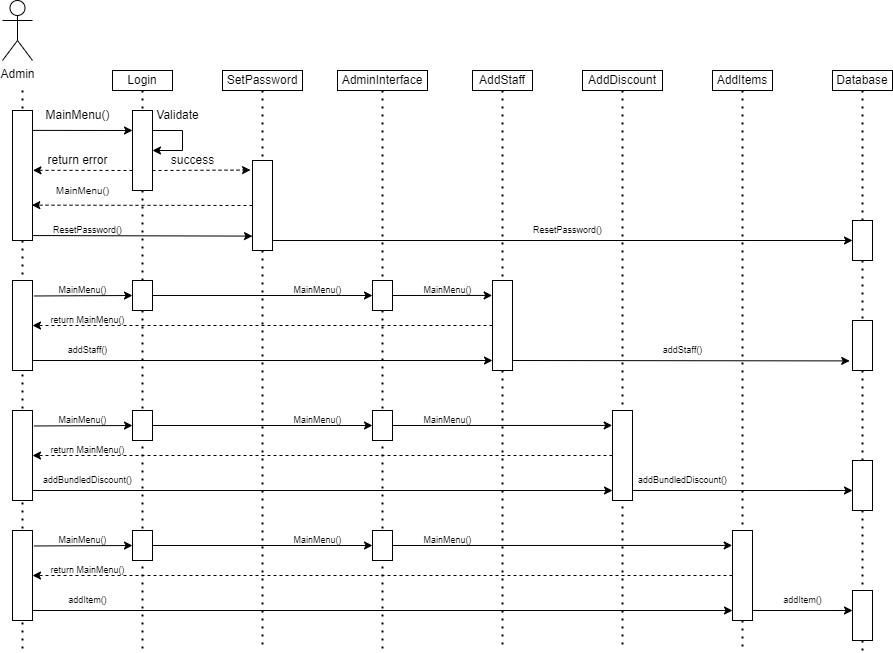 Admin
Login
SetPassword
AdminInterface
AddStaff
AddDiscount
AddItems
Database
MainMenu()
Validate
return error
success
MainMenu()
ResetPassword()
ResetPassword()
MainMenu()
MainMenu()
MainMenu()
return MainMenu()
addStaff()
addStaff()
MainMenu()
MainMenu()
MainMenu()
return MainMenu()
addBundledDiscount()
addBundledDiscount()
MainMenu()
MainMenu()
MainMenu()
return MainMenu()
addItem()
addItem()